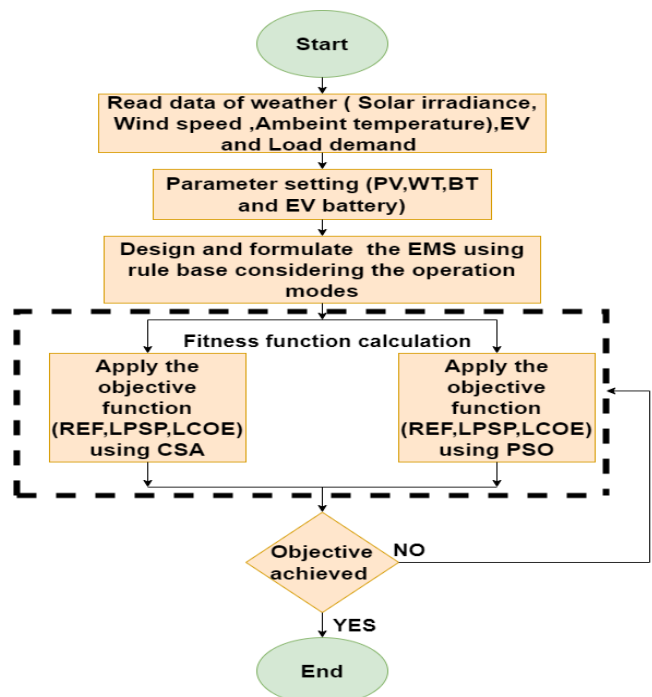 Start
Read data of weather ( Solar irradiance,
Wind speed ,Ambeint temperature),EV
and Load demand
Parameter setting (PV,WT,BT
and EV battery)
Design and formulate the EMS using
rule base considering the operation
modes
Fitness function calculation
Apply the
objective
function
(REF,LPSP,LCOE)
using CSA
Apply the
objective
function
(REF,LPSP,LCOE)
using PSO
Objective
achieved
NO
YES
End